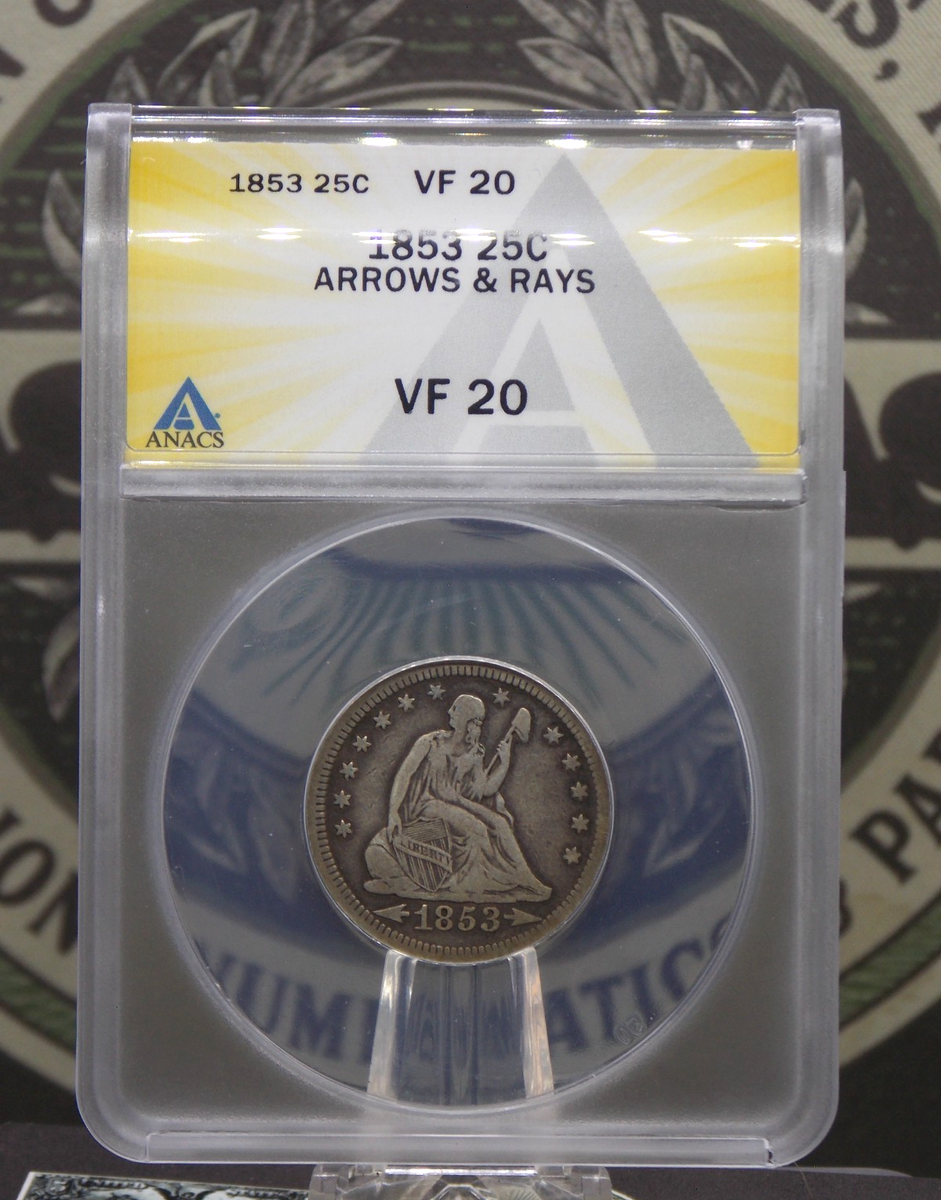 1853 25C VF 20
1853 25C
ARROWS & RAYS
VF 20
ANACS
LIBERTY
1853